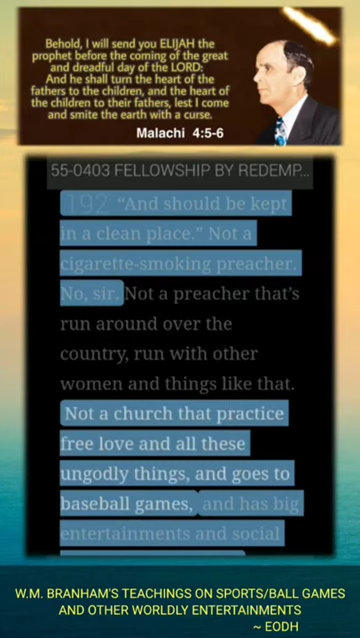 Behold, I will send you ELIJAH the
prophet before the coming of the great
and dreadful day of the LORD:
And he shall turn the heart of the
fathers to the children, and the heart of
the children to their fathers, lest I come
and smite the earth with a curse.
Malachi 4:5-6
55-0403 FELLOWSHIP BY REDEMP...
192 “And should be kept
in a clean place.” Not a
cigarette-smoking preacher.
No, sir. Not a preacher that’s
run around over the
country, run with other
women and things like that.
Not a church that practice
free love and all these
ungodly things, and goes to
baseball games, and has big
entertainments and social
W.M. BRANHAM'S TEACHINGS ON SPORTS/BALL GAMES
AND OTHER WORLDLY ENTERTAINMENTS
~ EODH